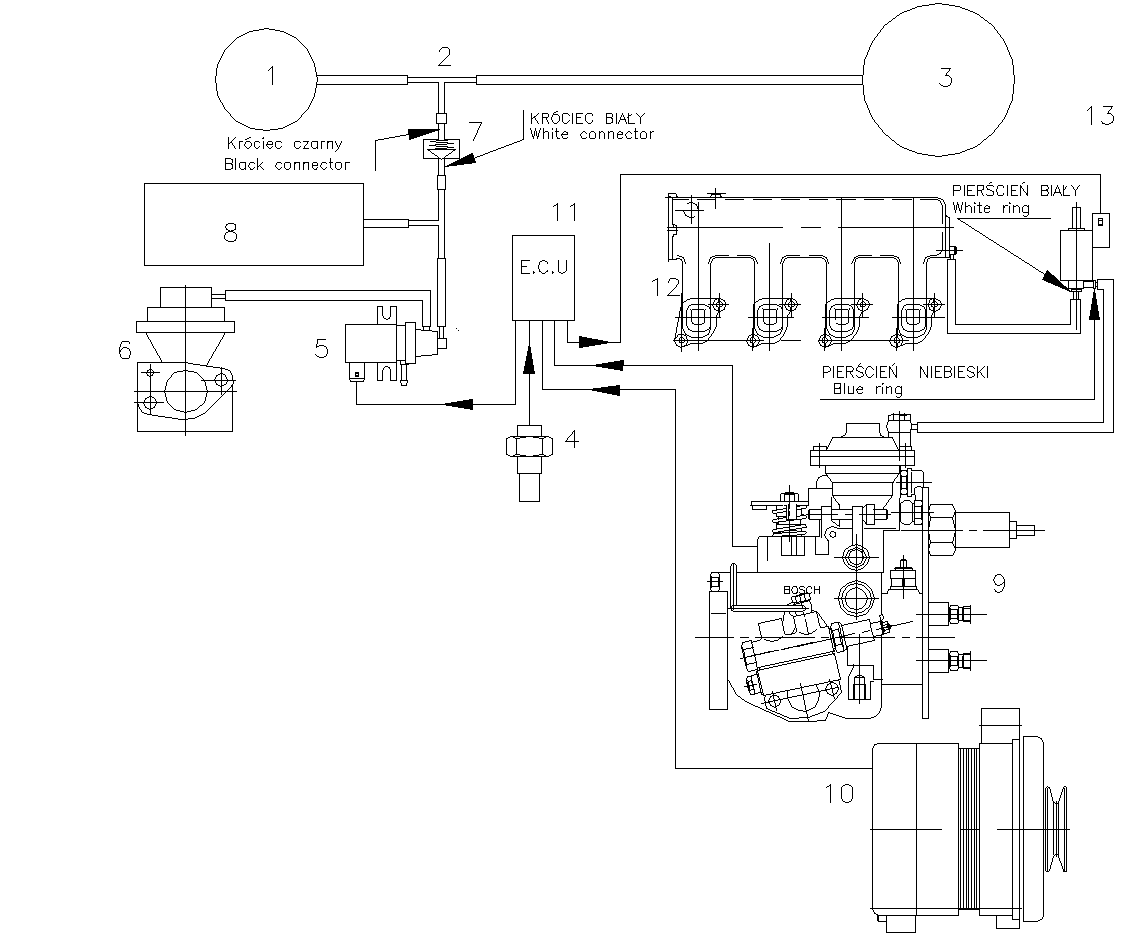 1
2
3
13
7
KRÓCIEC BIAŁY
White connector
Króciec czarny
Black connector
PIERŚCIEŃ BIAŁY
White ring
8
11
E.C.U
12
6
5
PIERŚCIEŃ NIEBIESKI
Blue ring
4
9
BOSCH
10